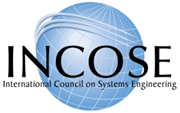 INCOSE
International Council on Systems Engineering